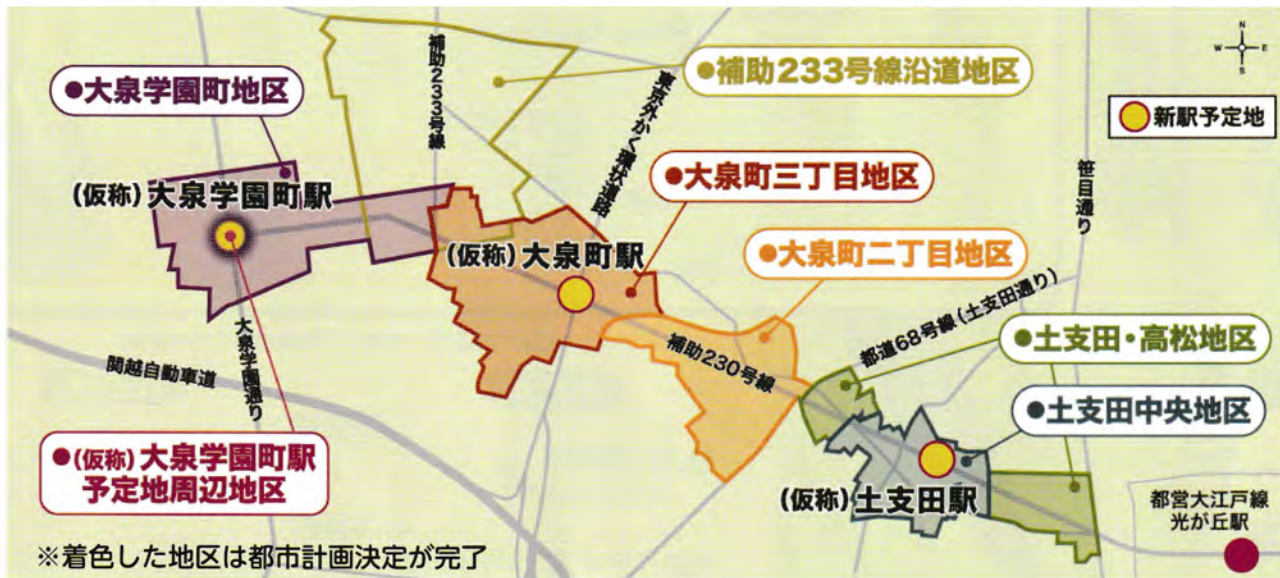 N
W E
S
●大泉学園町地区
補助233号線
●補助233号線沿道地区
東京外かく環状道路
新駅予定地
笹目通り
(仮称)大泉学園町駅
●大泉町三丁目地区
(仮称)大泉町駅
●大泉町二丁目地区
大泉学園通り
関越自動車道
補助230号線
都道68号線(土支田通り)
●土支田・高松地区
●土支田中央地区
●(仮称)大泉学園町駅
予定地周辺地区
(仮称)土支田駅
都営大江戸線
光が丘駅
※着色した地区は都市計画決定が完了